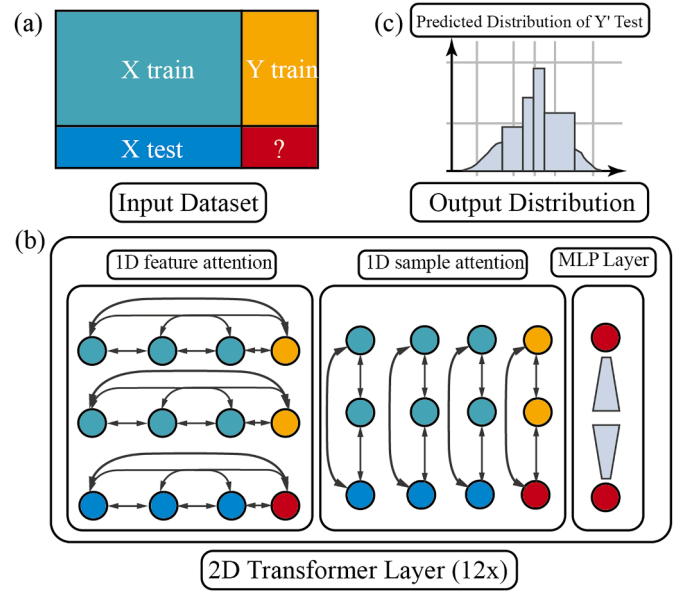 (a)
X train
Y train
X test
?
Input Dataset
(c)
Predicted Distribution of Y' Test
Output Distribution
(b)
1D feature attention
1D sample attention
MLP Layer
2D Transformer Layer (12x)